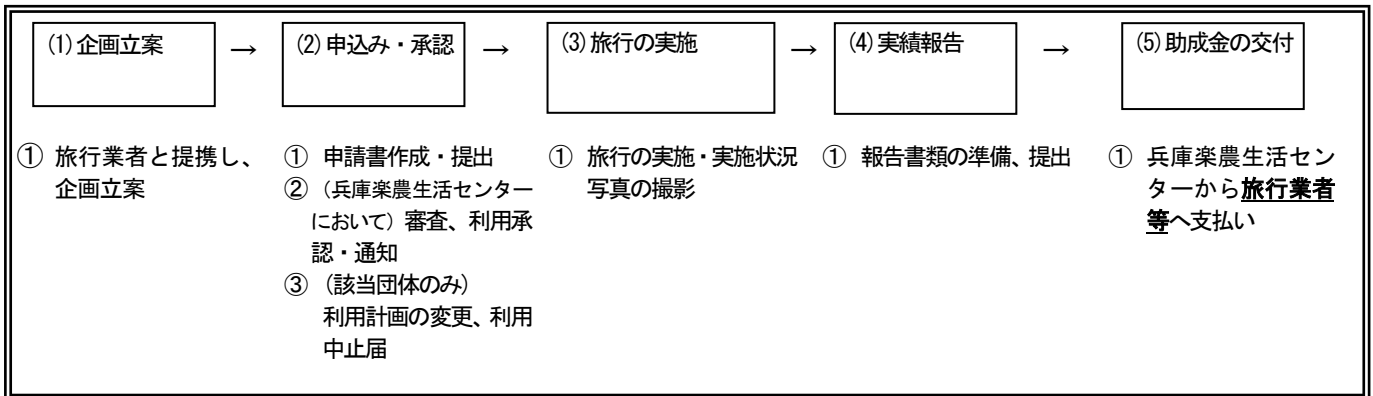 (1)企画立案 → (2)申込み・承認 → (3)旅行の実施 → (4)実績報告 → (5)助成金の交付
① 旅行業者と提携し、
企画立案
① 申請書作成・提出
② （兵庫楽農生活センター
において）審査、利用承
認・通知
③ （該当団体のみ）
利用計画の変更、利用
中止届
① 旅行の実施・実施状況
写真の撮影
① 報告書類の準備、提出
① 兵庫楽農生活セン
ターから旅行業者
等へ支払い